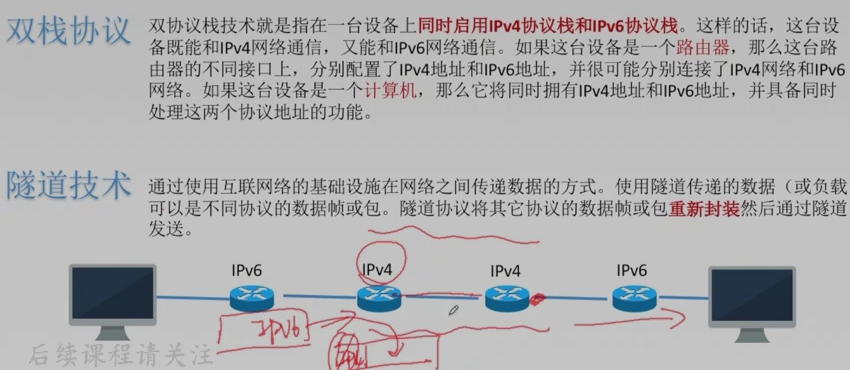 双栈协议
双协议栈技术就是指在一台设备上同时启用IPv4协议栈和IPv6协议栈。这样的话，这台设
备既能和IPv4网络通信，又能和IPv6网络通信。如果这台设备是一个路由器，那么这台路
由器的不同接口上，分别配置了IPv4地址和IPv6地址，并很可能分别连接了IPv4网络和IPv6
网络。如果这台设备是一个计算机，那么它将同时拥有IPv4地址和IPv6地址，并具备同时
处理这两个协议地址的功能。
隧道技术
通过使用互联网络的基础设施在网络之间传递数据的方式。使用隧道传递的数据（或负载
可以是不同协议的数据帧或包。隧道协议将其它协议的数据帧或包重新封装然后通过隧道
发送。
IPv6 IPv4 IPv4 IPv6
IPV6
后续课程请关注